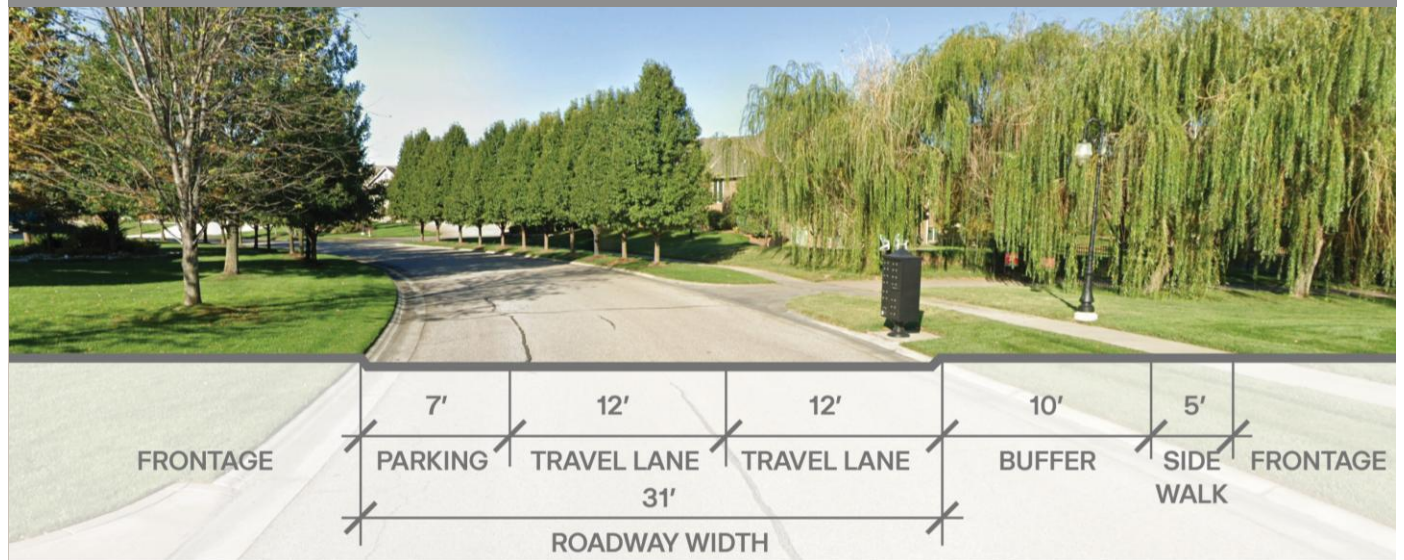 7' 12' 12' 10' 5'
FRONTAGE PARKING TRAVEL LANE TRAVEL LANE BUFFER SIDE WALK FRONTAGE
31'
ROADWAY WIDTH